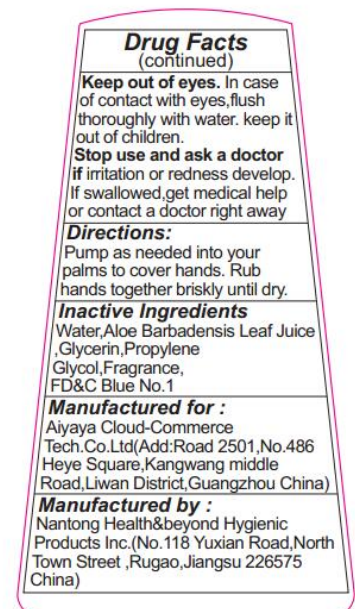 Drug Facts
(continued)
Keep out of eyes. In case
of contact with eyes,flush
thoroughly with water. keep it
out of children.
Stop use and ask a doctor
if irritation or redness develop.
If swallowed,get medical help
or contact a doctor right away
Directions:
Pump as needed into your
palms to cover hands. Rub
hands together briskly until dry.
Inactive Ingredients
Water,Aloe Barbadensis Leaf Juice
,Glycerin,Propylene
Glycol,Fragrance,
FD&C Blue No.1
Manufactured for :
Aiyaya Cloud-Commerce
Tech.Co.Ltd(Add:Road 2501,No.486
Heye Square,Kangwang middle
Road,Liwan District,Guangzhou China)
Manufactured by :
Nantong Health&beyond Hygienic
Products Inc.(No.118 Yuxian Road,North
Town Street ,Rugao,Jiangsu 226575
China)